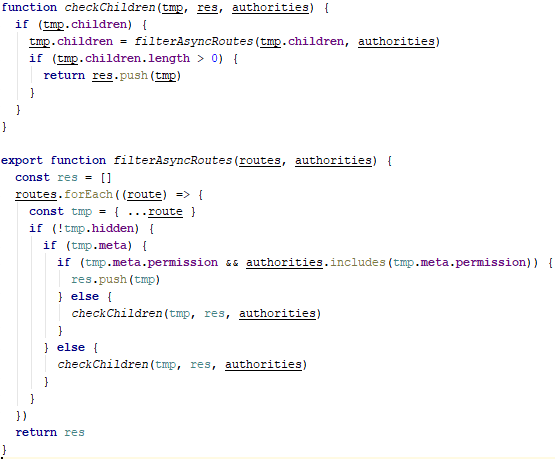 function checkChildren(tmp, res, authorities) {
  if (tmp.children) {
    tmp.children = filterAsyncRoutes(tmp.children, authorities)
    if (tmp.children.length > 0) {
      return res.push(tmp)
    }
  }
}

export function filterAsyncRoutes(routes, authorities) {
  const res = []
  routes.forEach((route) => {
    const tmp = { ...route }
    if (!tmp.hidden) {
      if (tmp.meta) {
        if (tmp.meta.permission && authorities.includes(tmp.meta.permission)) {
          res.push(tmp)
        } else {
          checkChildren(tmp, res, authorities)
        }
      } else {
        checkChildren(tmp, res, authorities)
      }
    }
  })
  return res
}